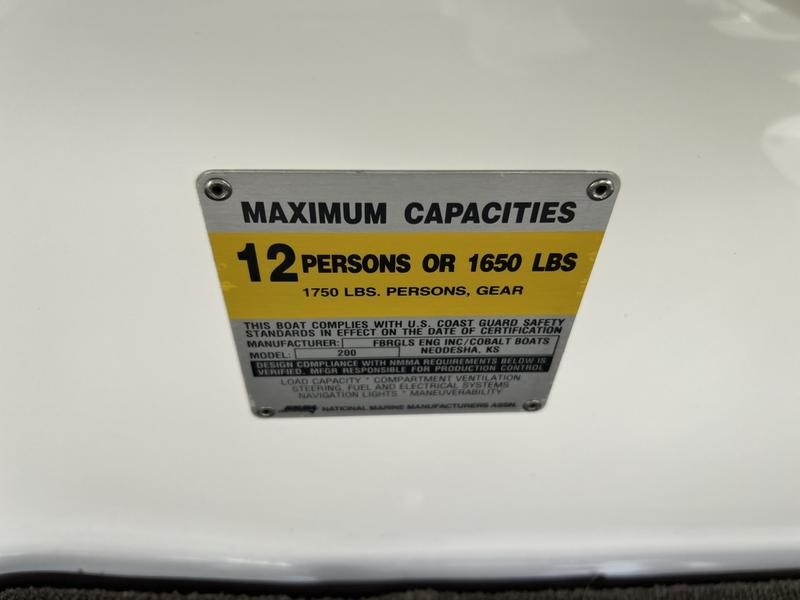 MAXIMUM CAPACITIES
12 PERSONS OR 1650 LBS
1750 LBS. PERSONS, GEAR
THIS BOAT COMPLIES WITH U.S. COAST GUARD SAFETY
STANDARDS IN EFFECT ON THE DATE OF CERTIFICATION
MANUFACTURER: FBRGLS ENG INC/COBALT BOATS
MODEL: 200 NEODESHA, KS
DESIGN COMPLIANCE WITH NMMA REQUIREMENTS BELOW IS
VERIFIED. MFGR RESPONSIBLE FOR PRODUCTION CONTROL
LOAD CAPACITY * COMPARTMENT VENTILATION
STEERING, FUEL AND ELECTRICAL SYSTEMS
NAVIGATION LIGHTS * MANEUVERABILITY
NMMA NATIONAL MARINE MANUFACTURERS ASSN.